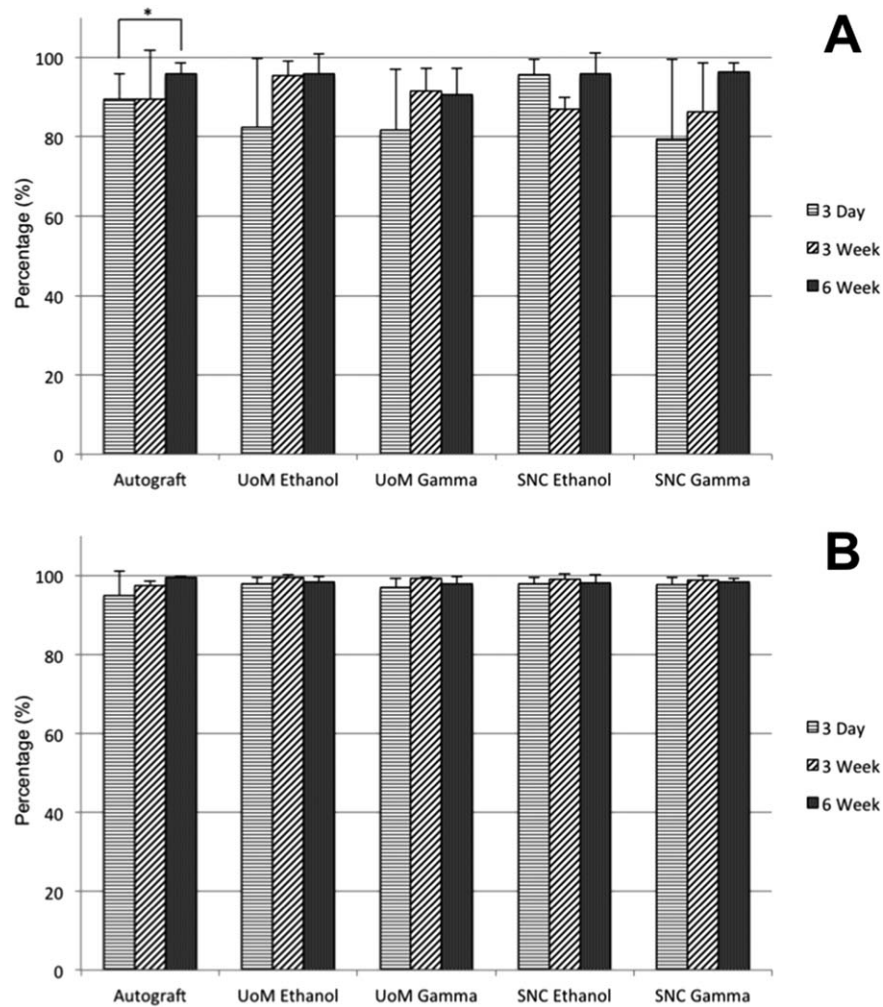 *
A
100
80
60
40
20
0
Percentage (%)
Autograft UoM Ethanol UoM Gamma SNC Ethanol SNC Gamma
3 Day
3 Week
6 Week
B
100
80
60
40
20
0
Percentage (%)
Autograft UoM Ethanol UoM Gamma SNC Ethanol SNC Gamma
3 Day
3 Week
6 Week